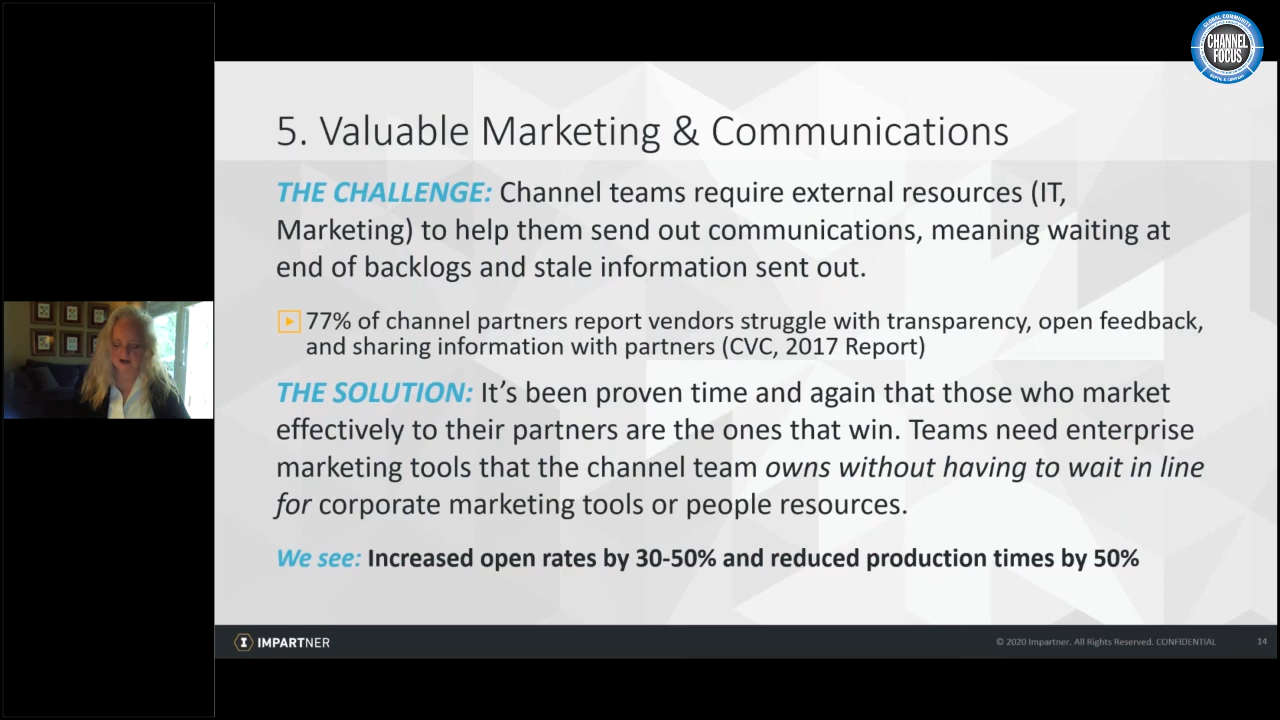 GLOBAL COMMUNITY
CHANNEL
FOCUS
5. Valuable Marketing & Communications
THE CHALLENGE: Channel teams require external resources (IT,
Marketing) to help them send out communications, meaning waiting at
end of backlogs and stale information sent out.
77% of channel partners report vendors struggle with transparency, open feedback,
and sharing information with partners (CVC, 2017 Report)
THE SOLUTION: It’s been proven time and again that those who market
effectively to their partners are the ones that win. Teams need enterprise
marketing tools that the channel team owns without having to wait in line
for corporate marketing tools or people resources.
We see: Increased open rates by 30-50% and reduced production times by 50%
IMPARTNER
© 2020 Impartner. All Rights Reserved. CONFIDENTIAL
14